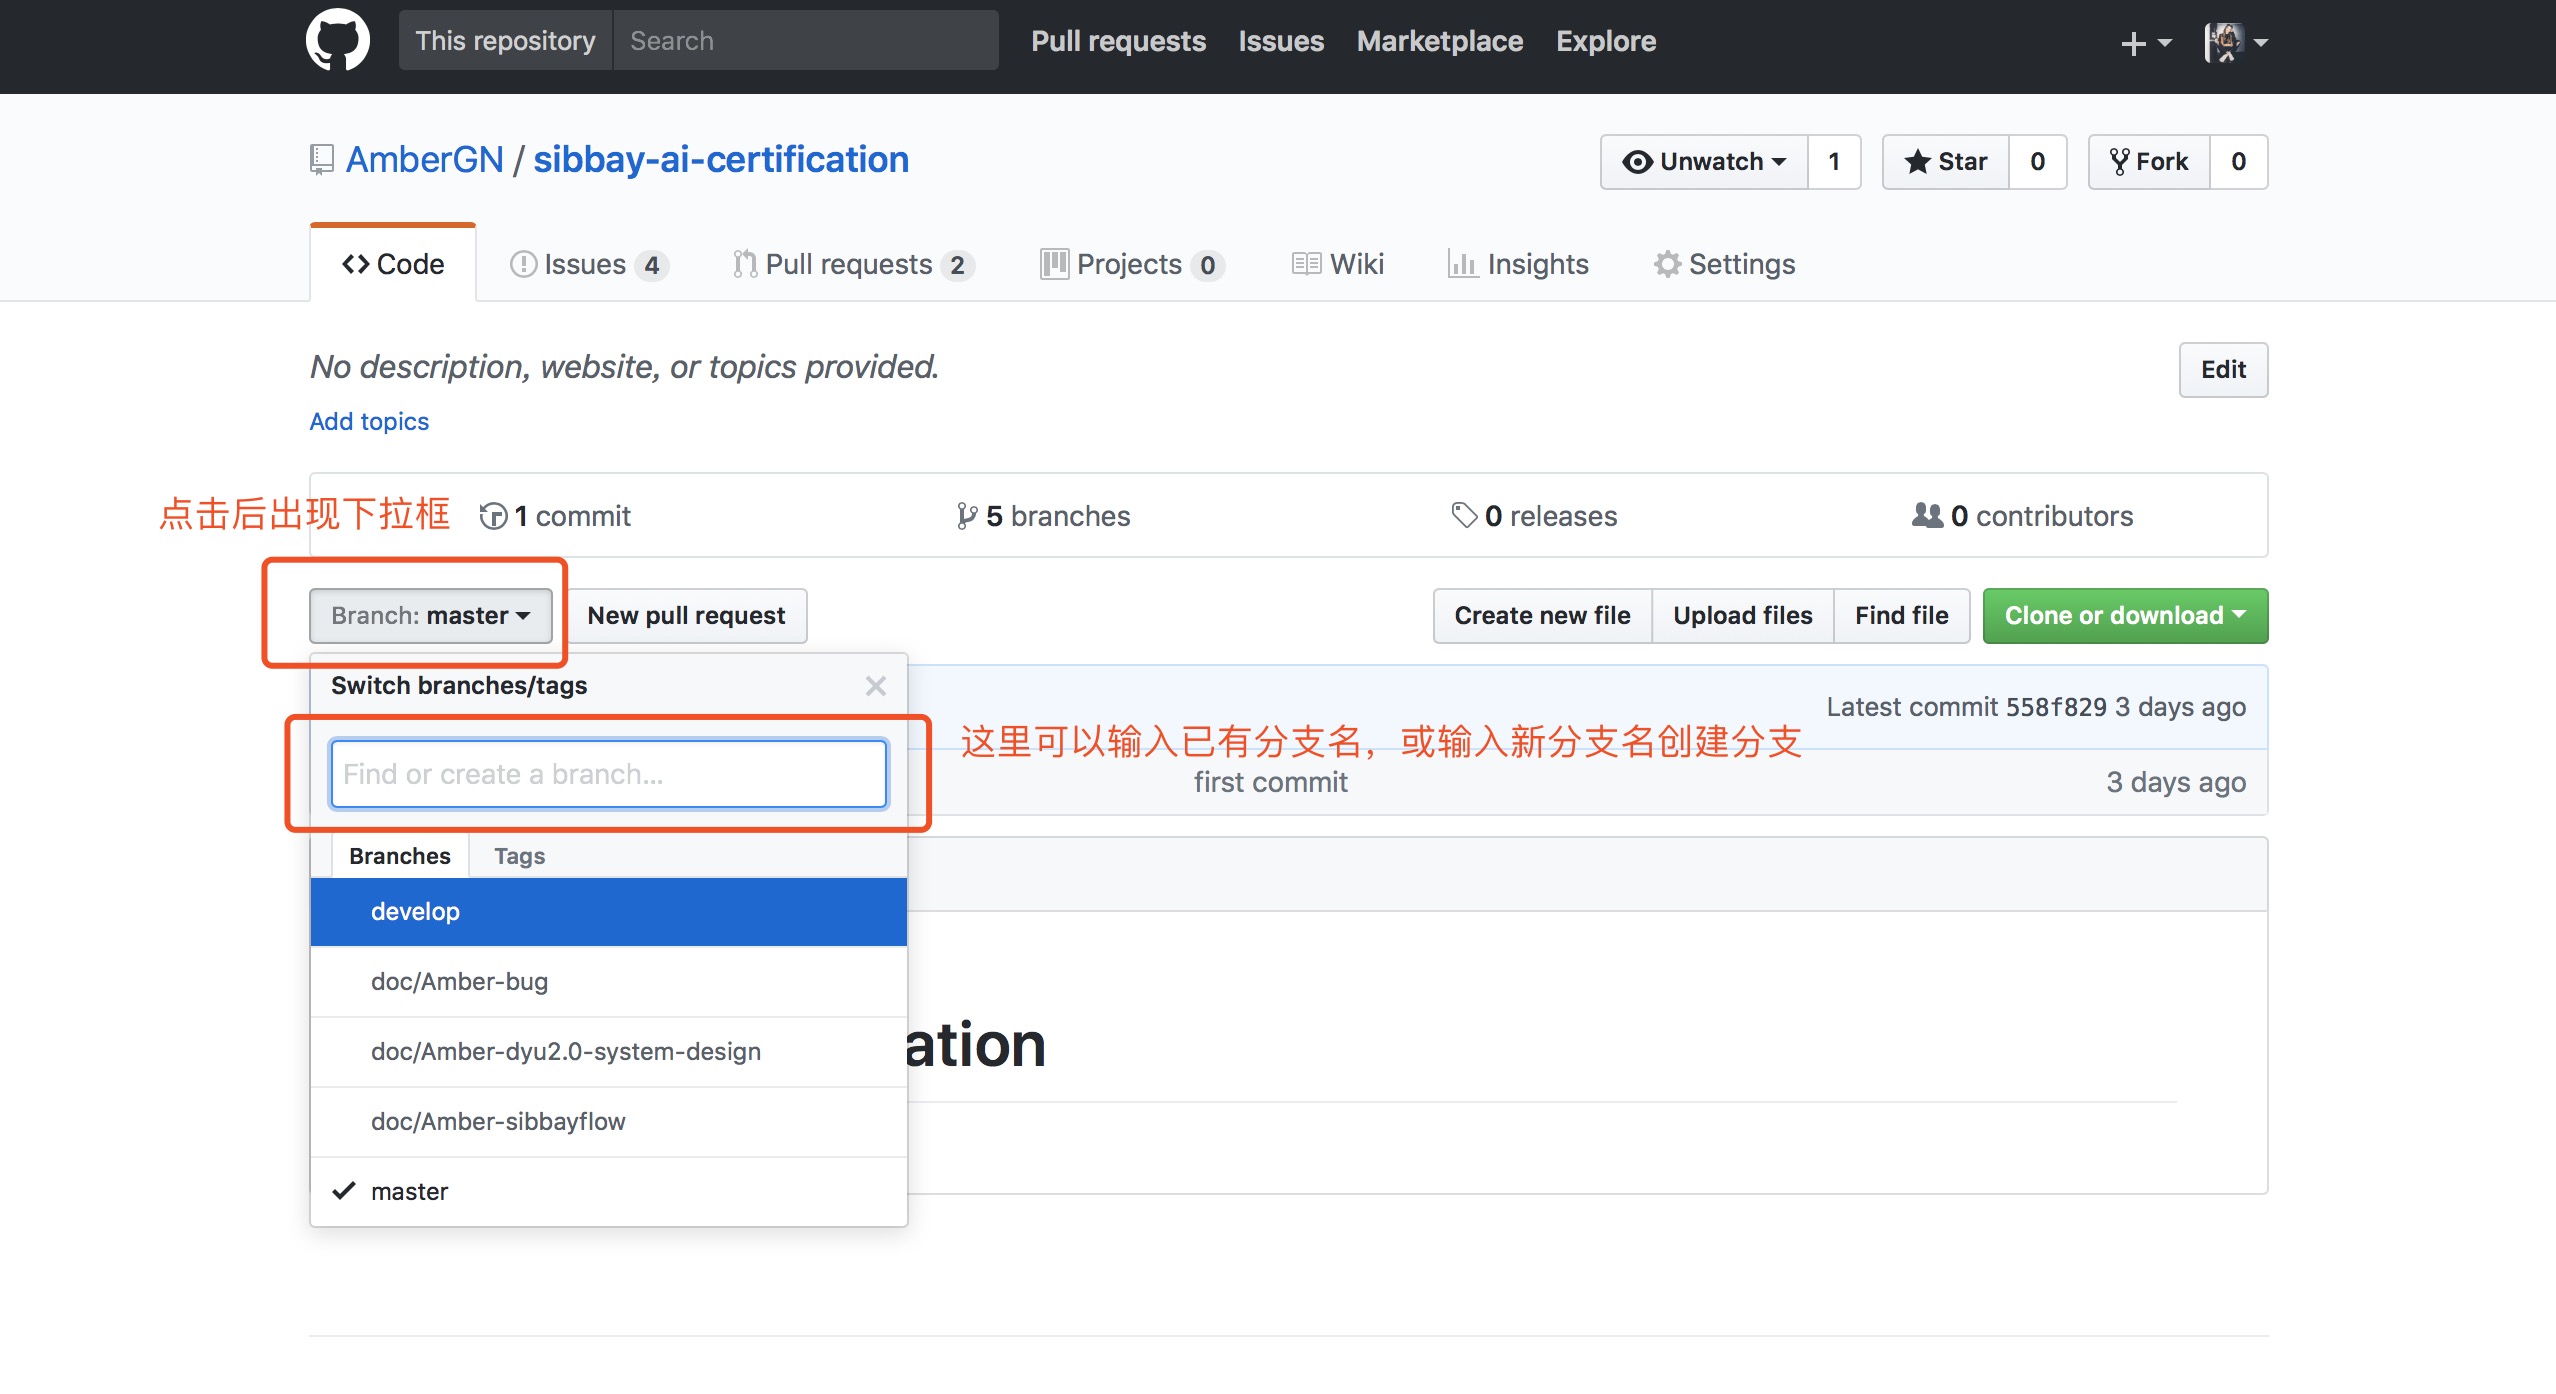 This repository Search Pull requests Issues Marketplace Explore
AmberGN / sibbay-ai-certification Unwatch 1 Star 0 Fork 0
Code Issues 4 Pull requests 2 Projects 0 Wiki Insights Settings
No description, website, or topics provided. Edit
Add topics
点击后出现下拉框 1 commit 5 branches 0 releases 0 contributors
Branch: master New pull request Create new file Upload files Find file Clone or download
Switch branches/tags
Latest commit 558f829 3 days ago
这里可以输入已有分支名，或输入新分支名创建分支
Find or create a branch... first commit 3 days ago
Branches Tags
develop
doc/Amber-bug
ation
doc/Amber-dyu2.0-system-design
doc/Amber-sibbayflow
master